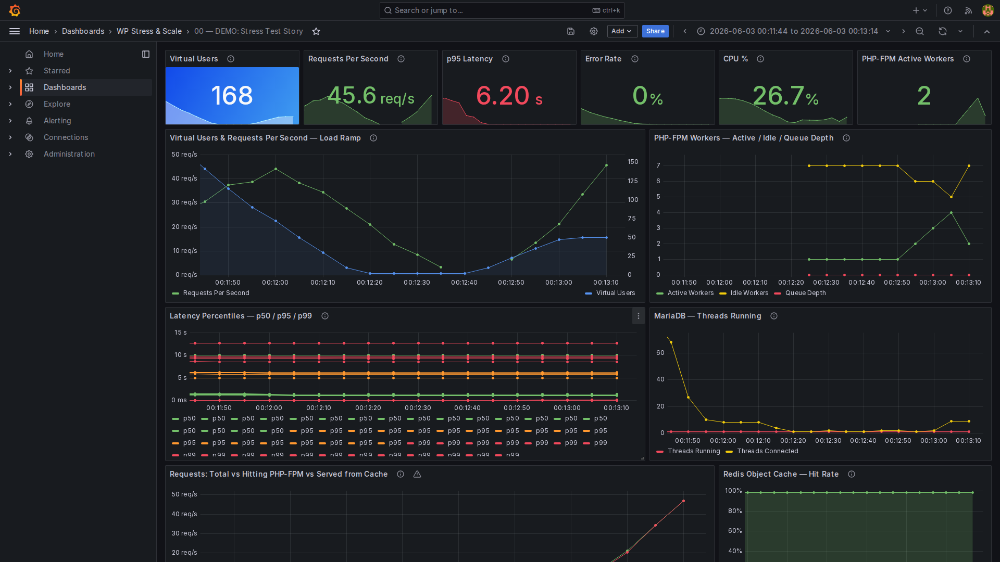 Search or jump to...
ctrl+k
Home
Dashboards
WP Stress & Scale
00 — DEMO: Stress Test Story
Add
Share
2026-06-03 00:11:44 to 2026-06-03 00:13:14
Home
Starred
Dashboards
Explore
Alerting
Connections
Administration
Virtual Users
168
Requests Per Second
45.6 req/s
p95 Latency
6.20 s
Error Rate
0%
CPU %
26.7%
PHP-FPM Active Workers
2
Virtual Users & Requests Per Second — Load Ramp
50 req/s
40 req/s
30 req/s
20 req/s
10 req/s
0 req/s
150
125
100
75
50
25
0
00:11:50 00:12:00 00:12:10 00:12:20 00:12:30 00:12:40 00:12:50 00:13:00 00:13:10
Requests Per Second
Virtual Users
PHP-FPM Workers — Active / Idle / Queue Depth
7
6
5
4
3
2
1
0
00:11:50 00:12:00 00:12:10 00:12:20 00:12:30 00:12:40 00:12:50 00:13:00 00:13:10
Active Workers Idle Workers Queue Depth
Latency Percentiles — p50 / p95 / p99
15 s
10 s
5 s
0 ms
00:11:50 00:12:00 00:12:10 00:12:20 00:12:30 00:12:40 00:12:50 00:13:00 00:13:10
p50 p50 p50 p50 p50 p50 p50 p50 p50 p50 p50 p50 p50 p50 p50
p50 p50 p50 p50 p95 p95 p95 p95 p95 p95 p95 p95 p95 p95 p95
p95 p95 p95 p95 p95 p95 p95 p95 p99 p99 p99 p99 p99 p99 p99
p99 p99 p99 p99 p99 p99 p99 p99 p99 p99 p99 p99
MariaDB — Threads Running
60
40
20
0
00:11:50 00:12:00 00:12:10 00:12:20 00:12:30 00:12:40 00:12:50 00:13:00 00:13:10
Threads Running Threads Connected
Requests: Total vs Hitting PHP-FPM vs Served from Cache
50 req/s
40 req/s
30 req/s
20 req/s
Redis Object Cache — Hit Rate
100%
80%
60%
40%